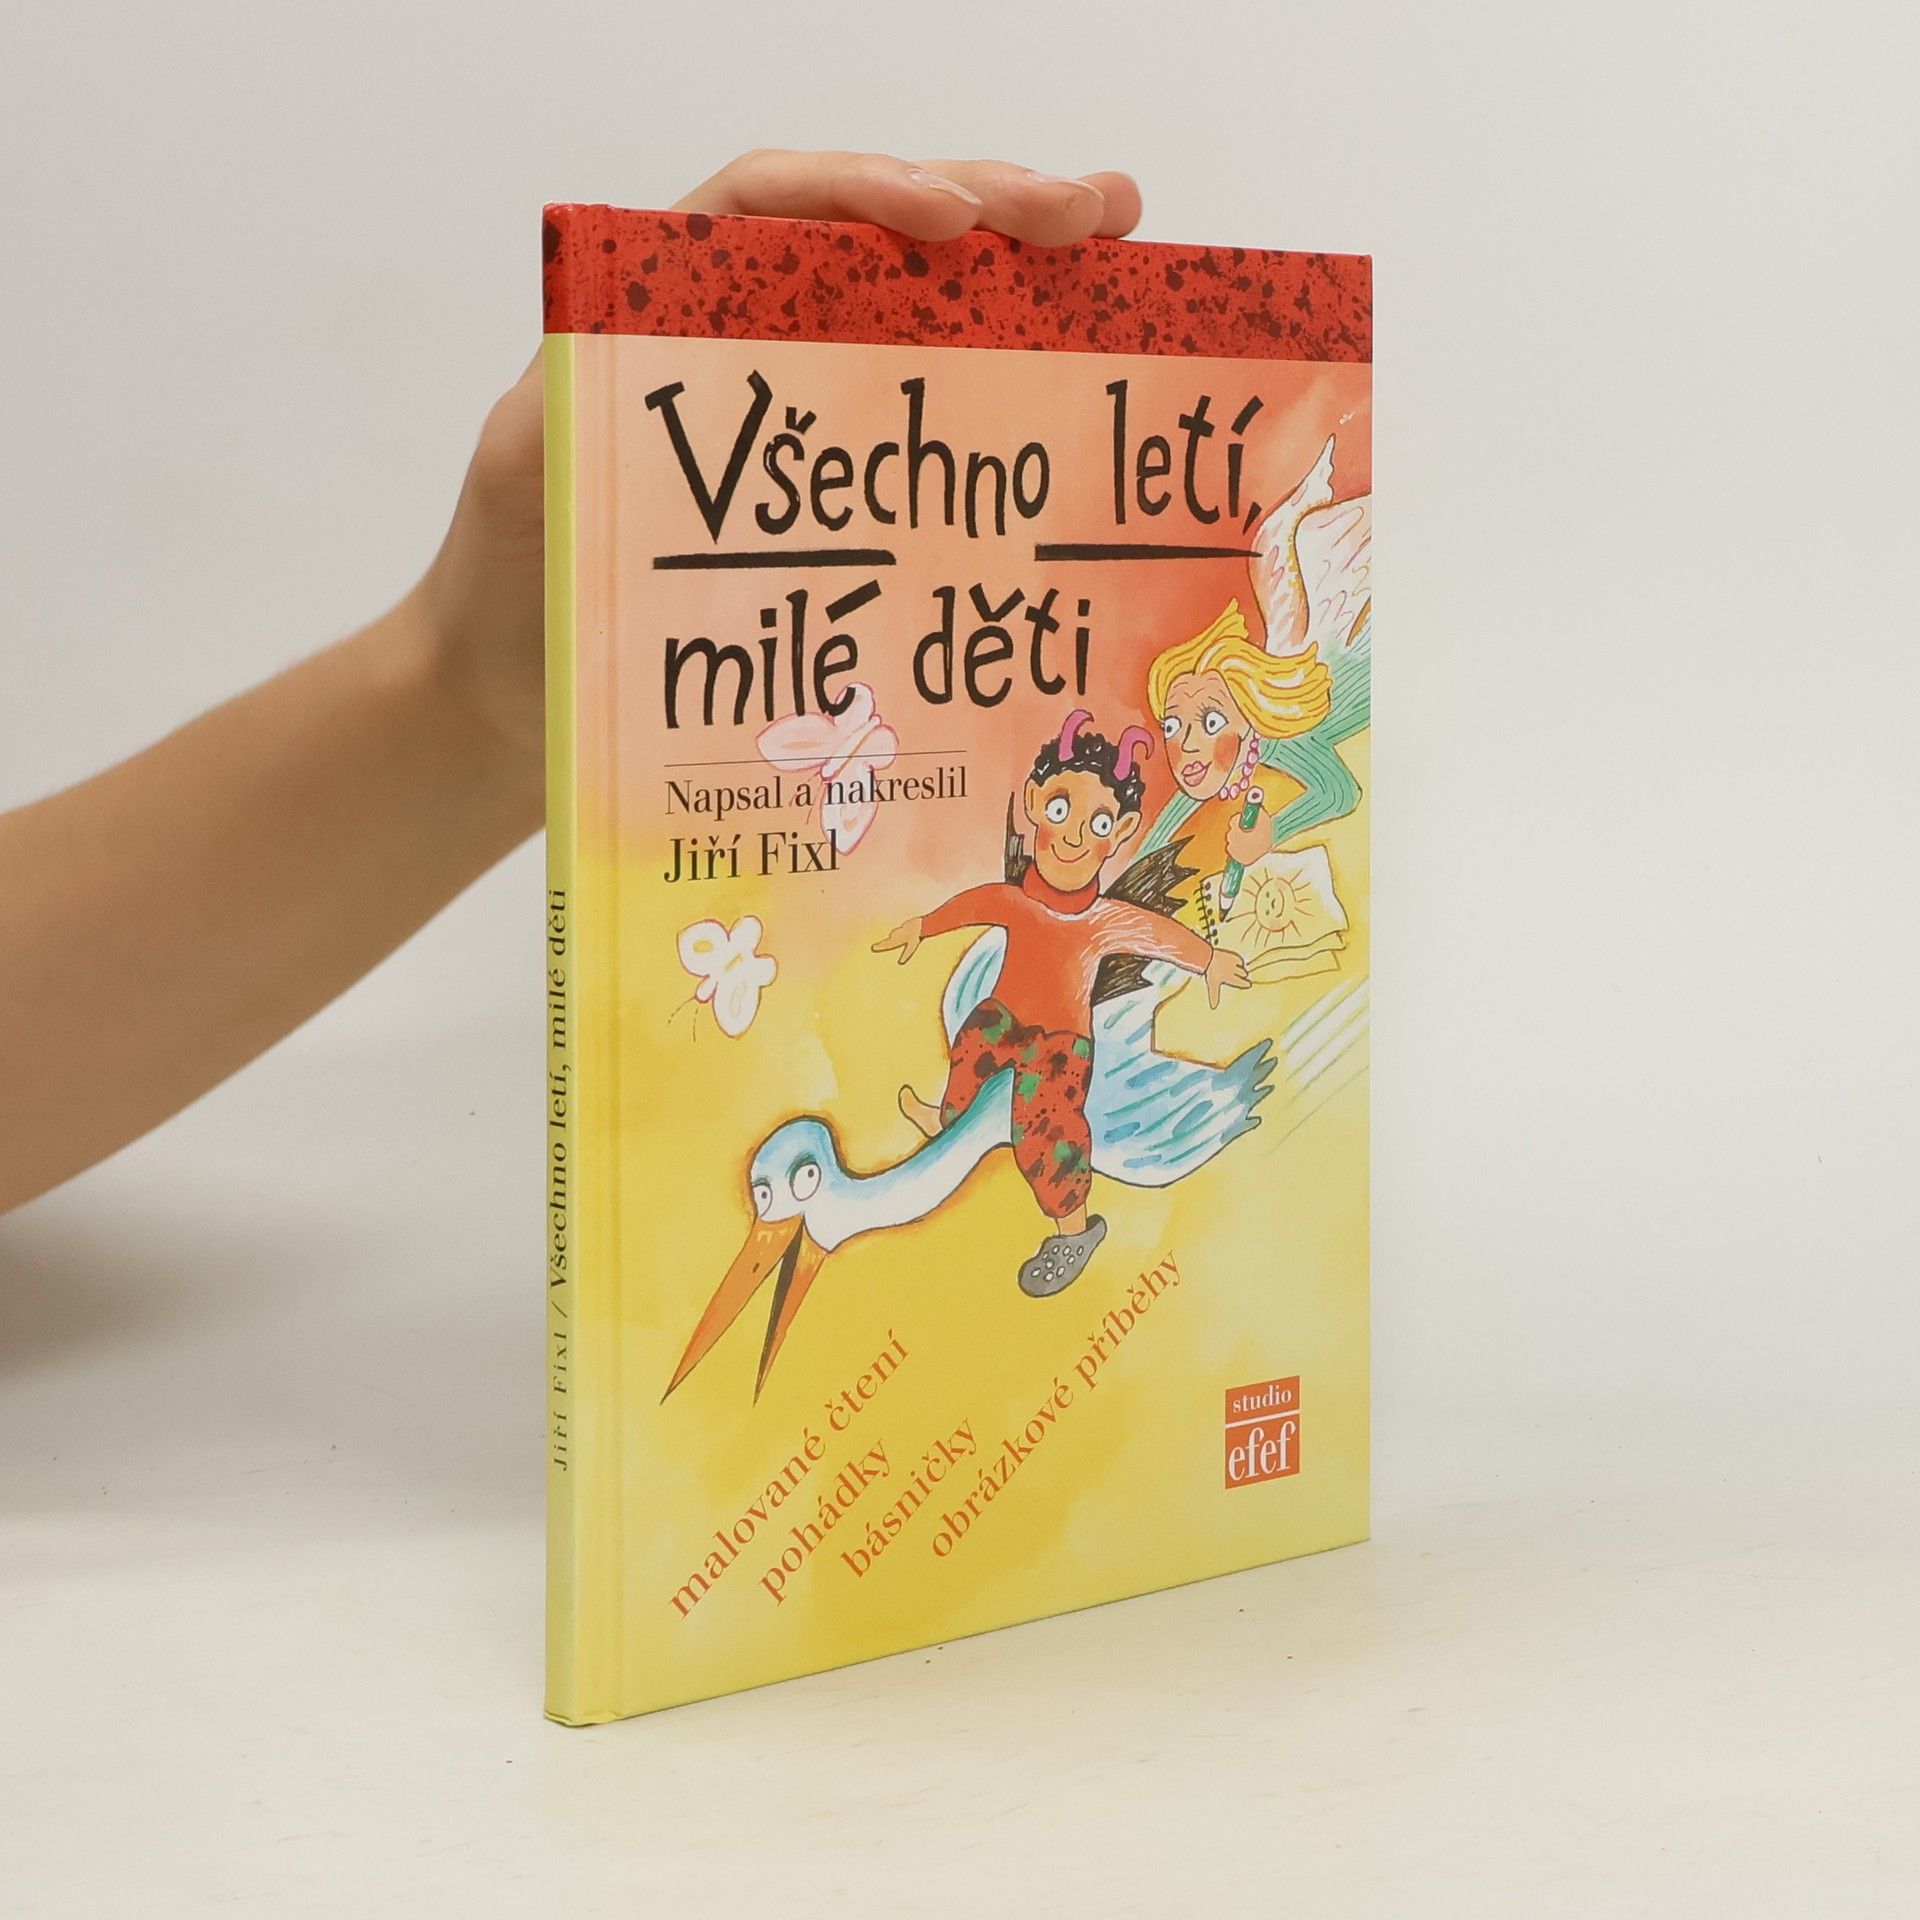 Všechno letí,
milé děti
Napsal a nakreslil
Jiří Fixl
malované čtení
pohádky
básničky
obrázkové příběhy
studio
efef
Jiří Fixl / Všechno letí, milé děti